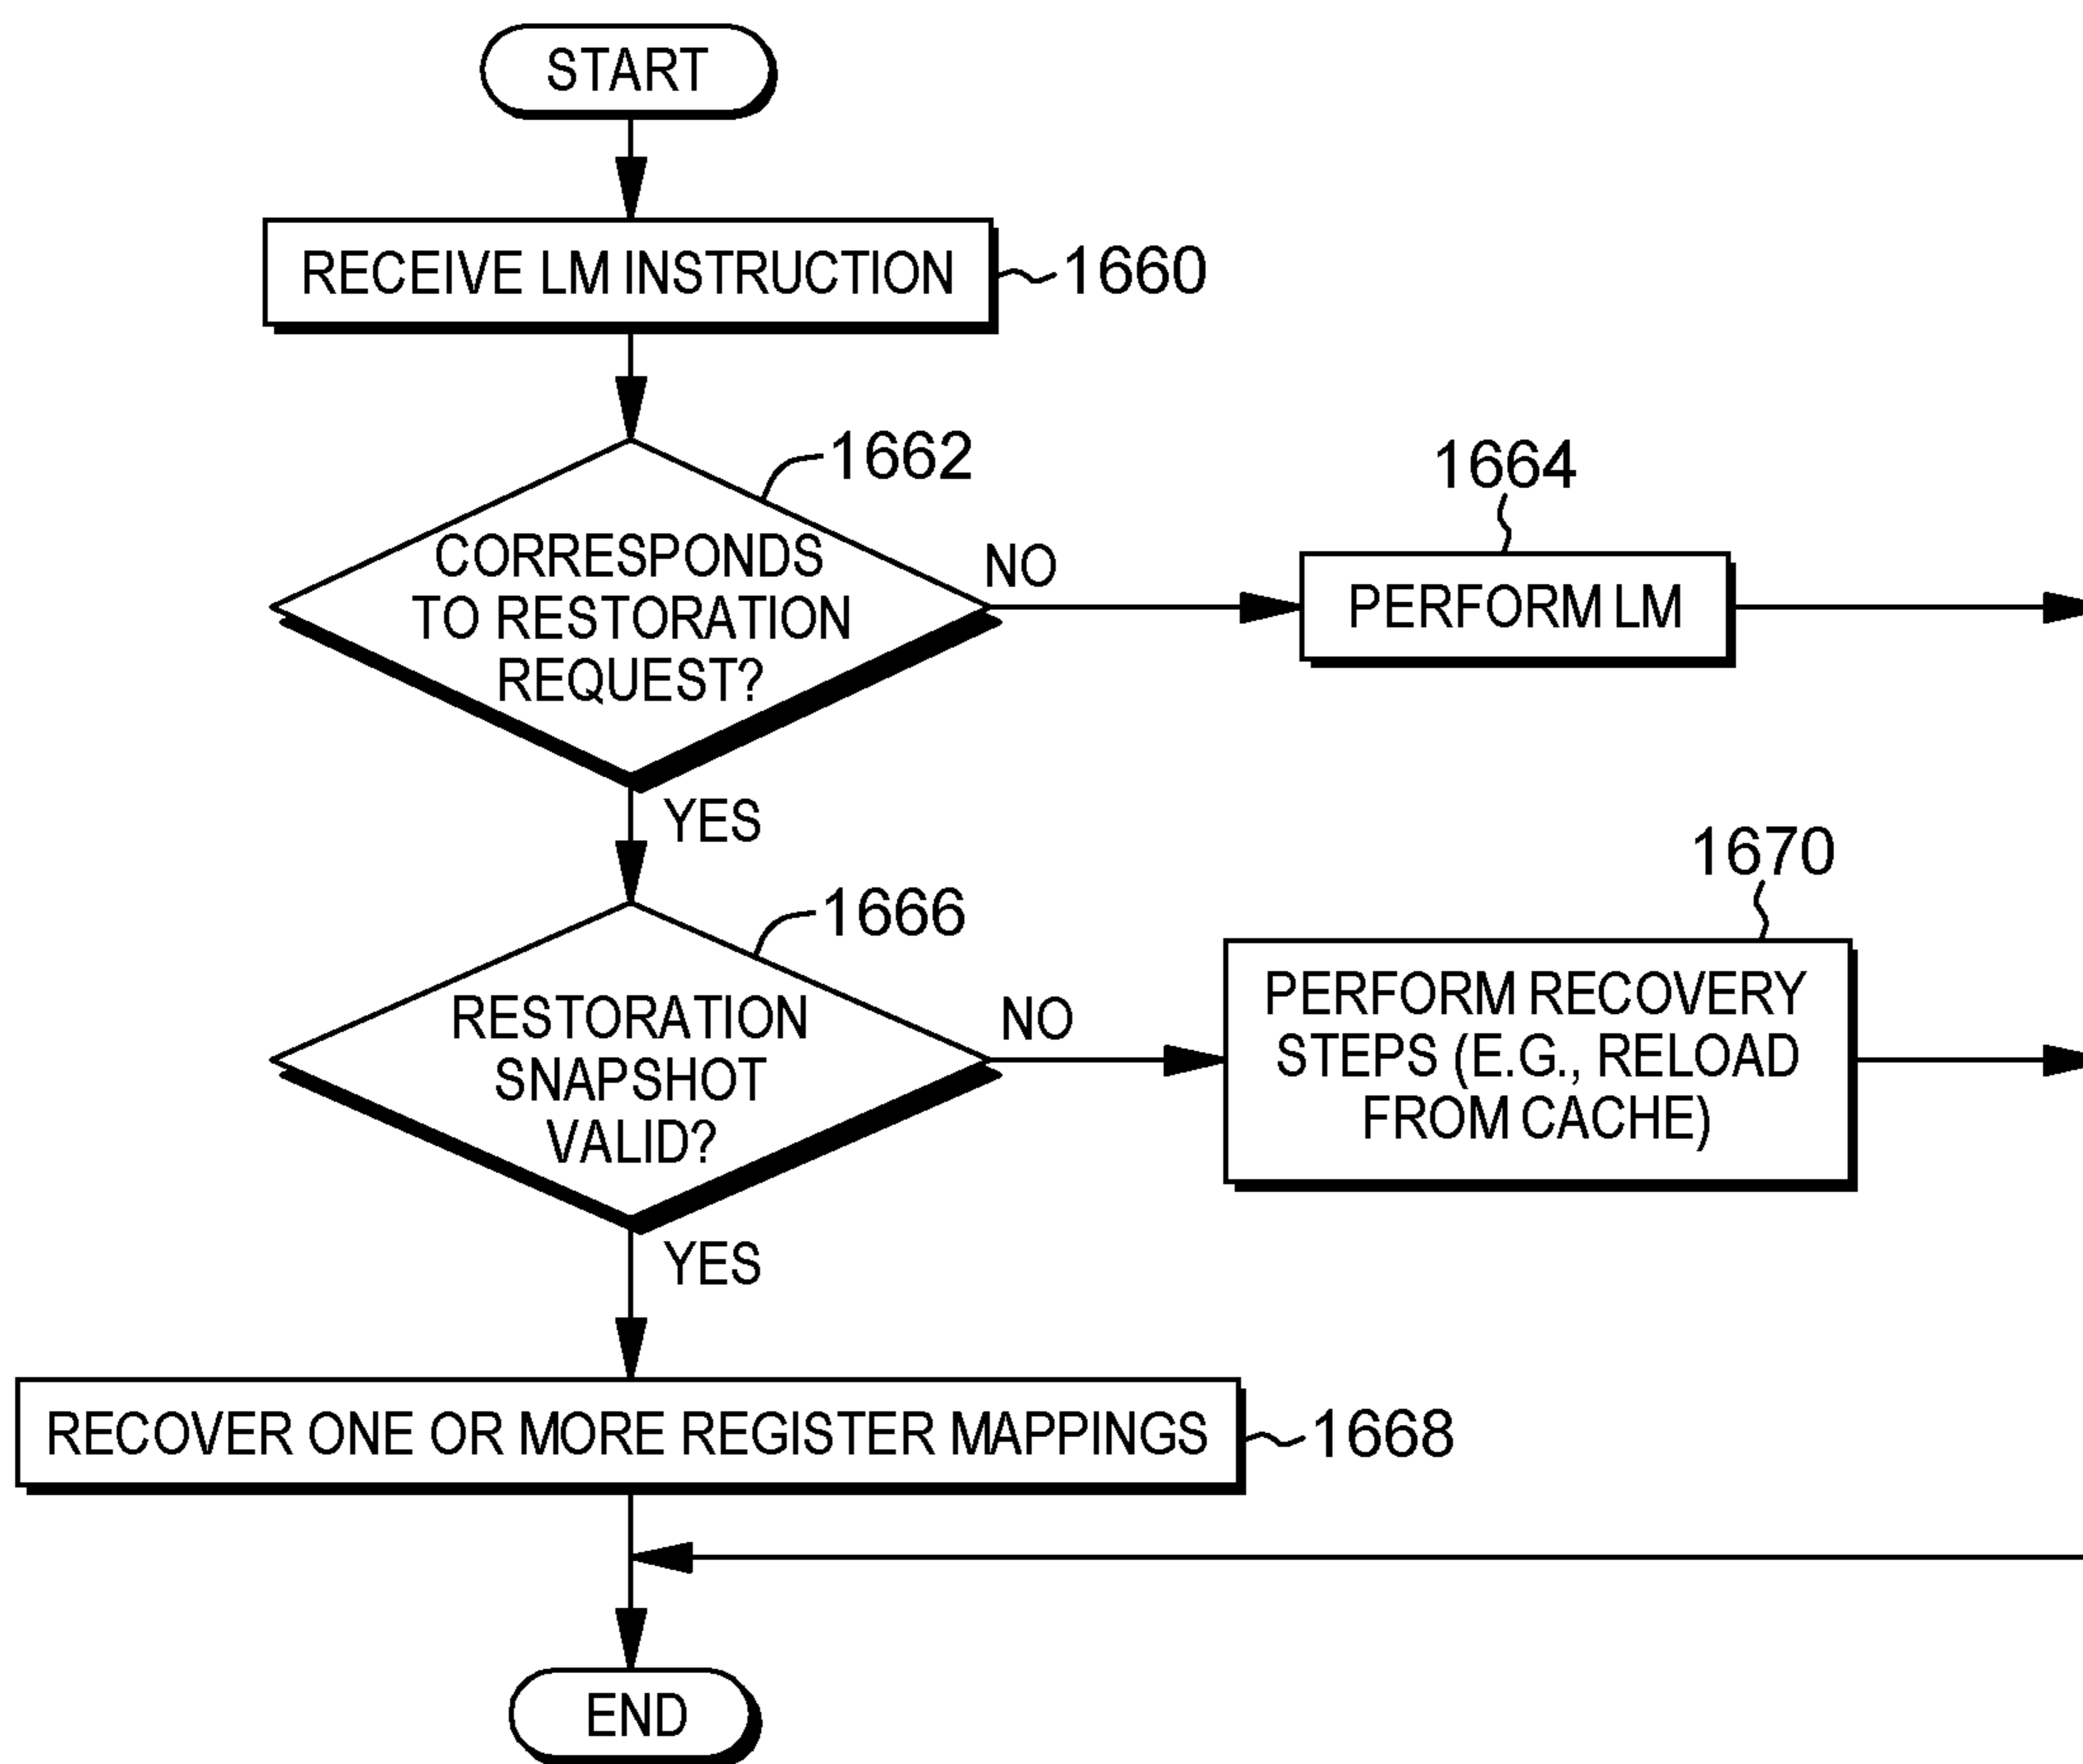 START
RECEIVE LM INSTRUCTION
1660
1662
CORRESPONDS
TO RESTORATION
REQUEST?
NO
1664
PERFORM LM
YES
1666
RESTORATION
SNAPSHOT
VALID?
NO
1670
PERFORM RECOVERY
STEPS (E.G., RELOAD
FROM CACHE)
YES
RECOVER ONE OR MORE REGISTER MAPPINGS
1668
END